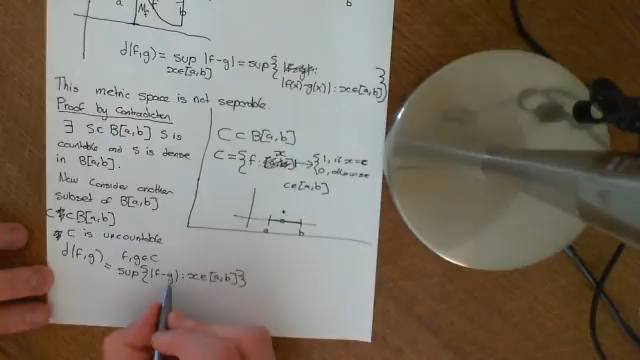 a M_f b
b
d(f,g) = sup |f-g| = sup{
x∈[a,b]
|f(x)-g(x)| : x∈[a,b]}
This metric space is not separable.
Proof by Contradiction
∃ S⊂B[a,b] S is
countable and S is dense
in B[a,b].
Now Consider another
subset of B[a,b]
C ⊂ B[a,b]
C is uncountable
f,g∈C
d(f,g) = sup{|f-g| : x∈[a,b]}
C ⊂ B[a,b]
C = {f : x → {1, if x=c
0, otherwise
c∈[a,b]
a b